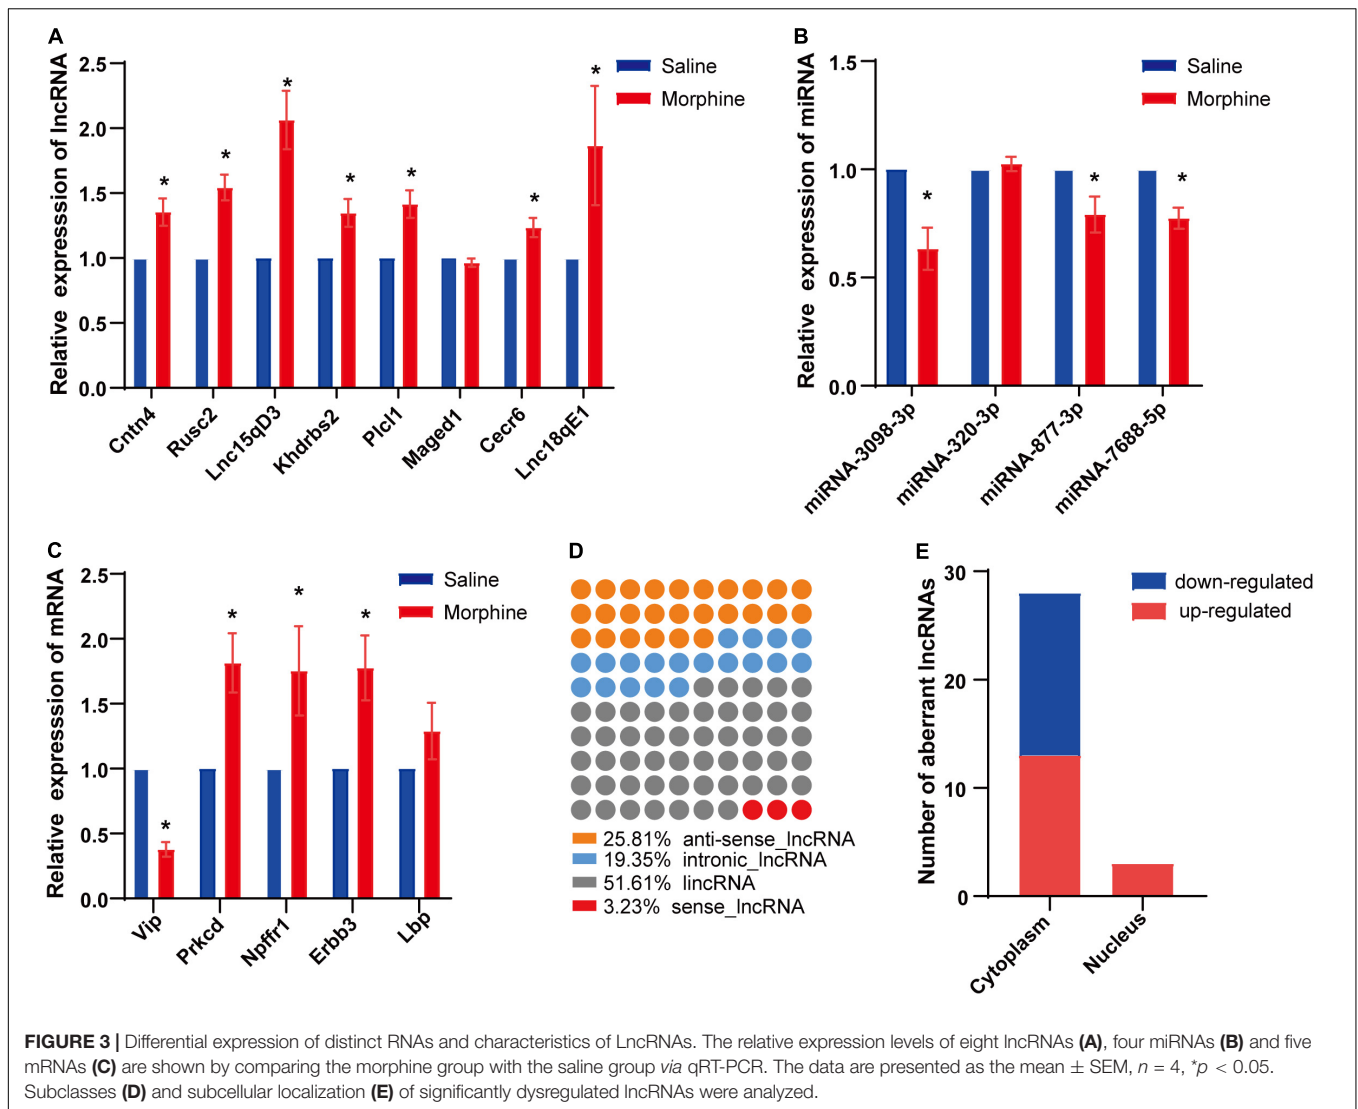 A
Relative expresssion of lncRNA
2.5
2.0
1.5
1.0
0.5
0.0
* * * * * * *
Saline
Morphine
Cntn4
Rusc2
Lnc15qD3
Khdrbs2
Plcl1
Maged1
Cecr6
Lnc18qE1
B
Relative expresssion of miRNA
1.5
1.0
0.5
0.0
* * *
Saline
Morphine
miRNA-3098-3p
miRNA-320-3p
miRNA-877-3p
miRNA-7688-5p
C
Relative expresssion of mRNA
2.5
2.0
1.5
1.0
0.5
0.0
* * * *
Saline
Morphine
Vip
Prkcd
Npffr1
Erbb3
Lbp
D
25.81% anti-sense_lncRNA
19.35% intronic_lncRNA
51.61% lincRNA
3.23% sense_lncRNA
E
Number of aberrant lncRNAs
30
20
10
0
down-regulated
up-regulated
Cytoplasm
Nucleus
FIGURE 3 | Differential expression of distinct RNAs and characteristics of LncRNAs. The relative expression levels of eight lncRNAs (A), four miRNAs (B) and five
mRNAs (C) are shown by comparing the morphine group with the saline group via qRT-PCR. The data are presented as the mean ± SEM, n = 4, *p < 0.05.
Subclasses (D) and subcellular localization (E) of significantly dysregulated lncRNAs were analyzed.